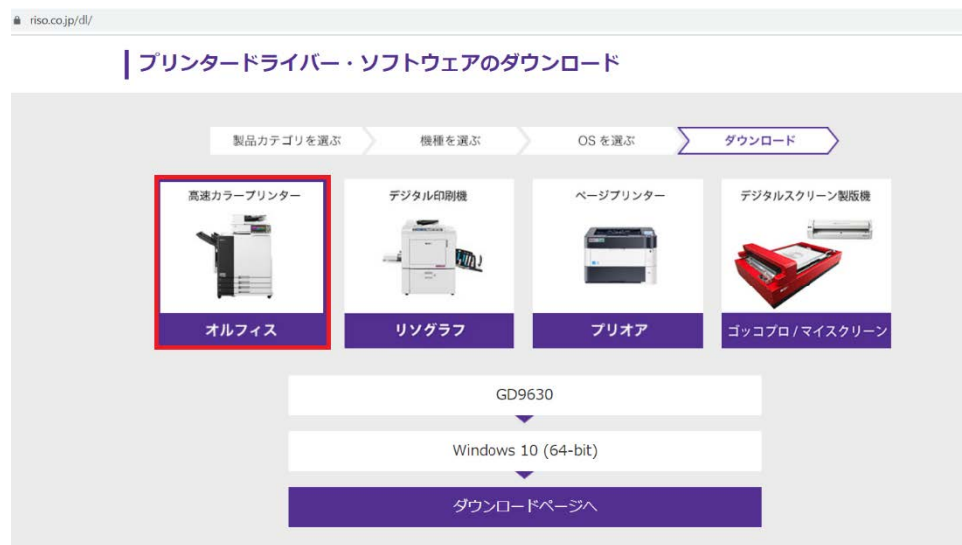 riso.co.jp/dl/
プリンタードライバー・ソフトウェアのダウンロード
製品カテゴリを選ぶ
機種を選ぶ
OS を選ぶ
ダウンロード
高速カラープリンター
デジタル印刷機
ページプリンター
デジタルスクリーン製版機
オルフィス
リソグラフ
プリオア
ゴッコプロ / マイスクリーン
GD9630
Windows 10 (64-bit)
ダウンロードページへ